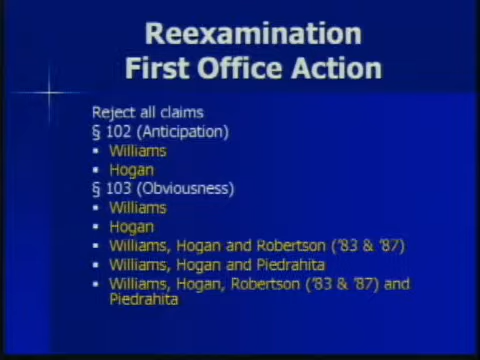 Reexamination
First Office Action
Reject all claims
§ 102 (Anticipation)
▪ Williams
▪ Hogan
§ 103 (Obviousness)
▪ Williams
▪ Hogan
▪ Williams, Hogan and Robertson ('83 & '87)
▪ Williams, Hogan and Piedrahita
▪ Williams, Hogan, Robertson ('83 & '87) and
Piedrahita